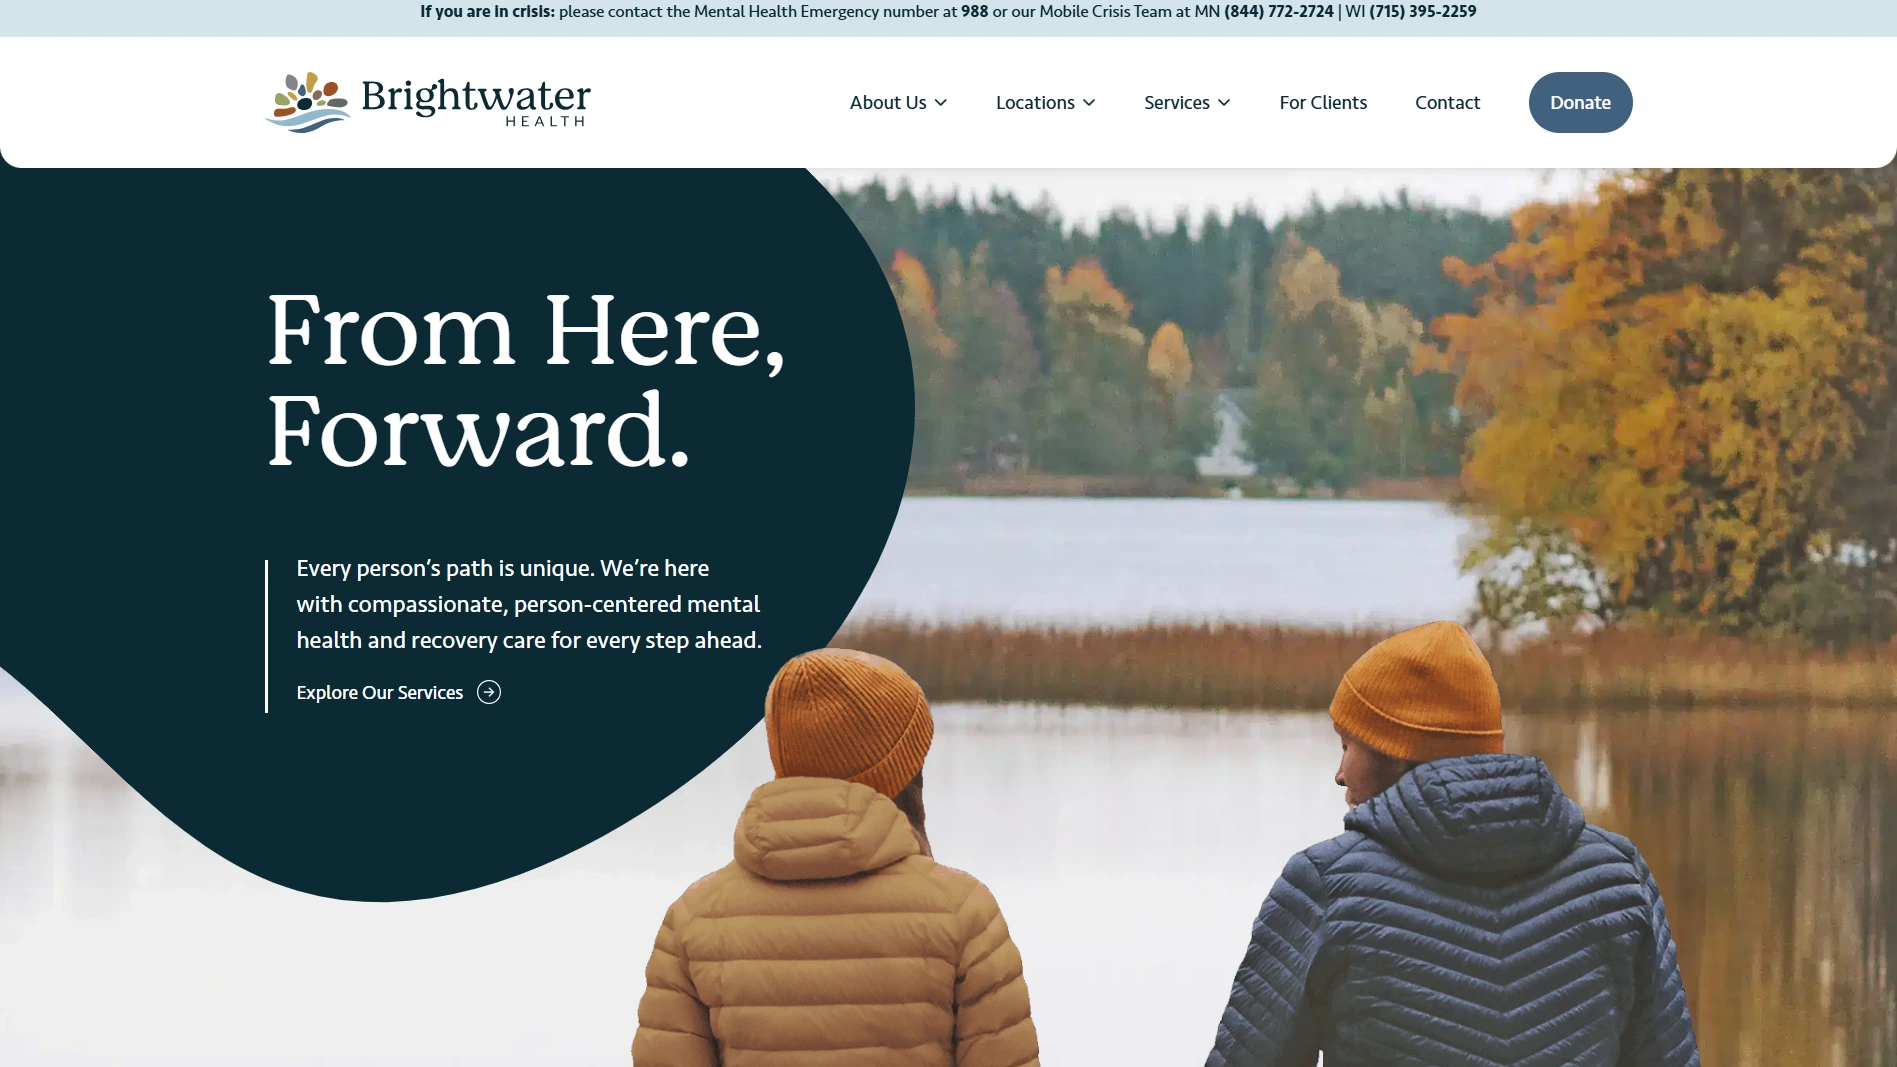 If you are in crisis: please contact the Mental Health Emergency number at 988 or our Mobile Crisis Team at MN (844) 772-2724 | WI (715) 395-2259
Brightwater
HEALTH
About Us
Locations
Services
For Clients
Contact
Donate
From Here,
Forward.
Every person’s path is unique. We’re here
with compassionate, person-centered mental
health and recovery care for every step ahead.
Explore Our Services